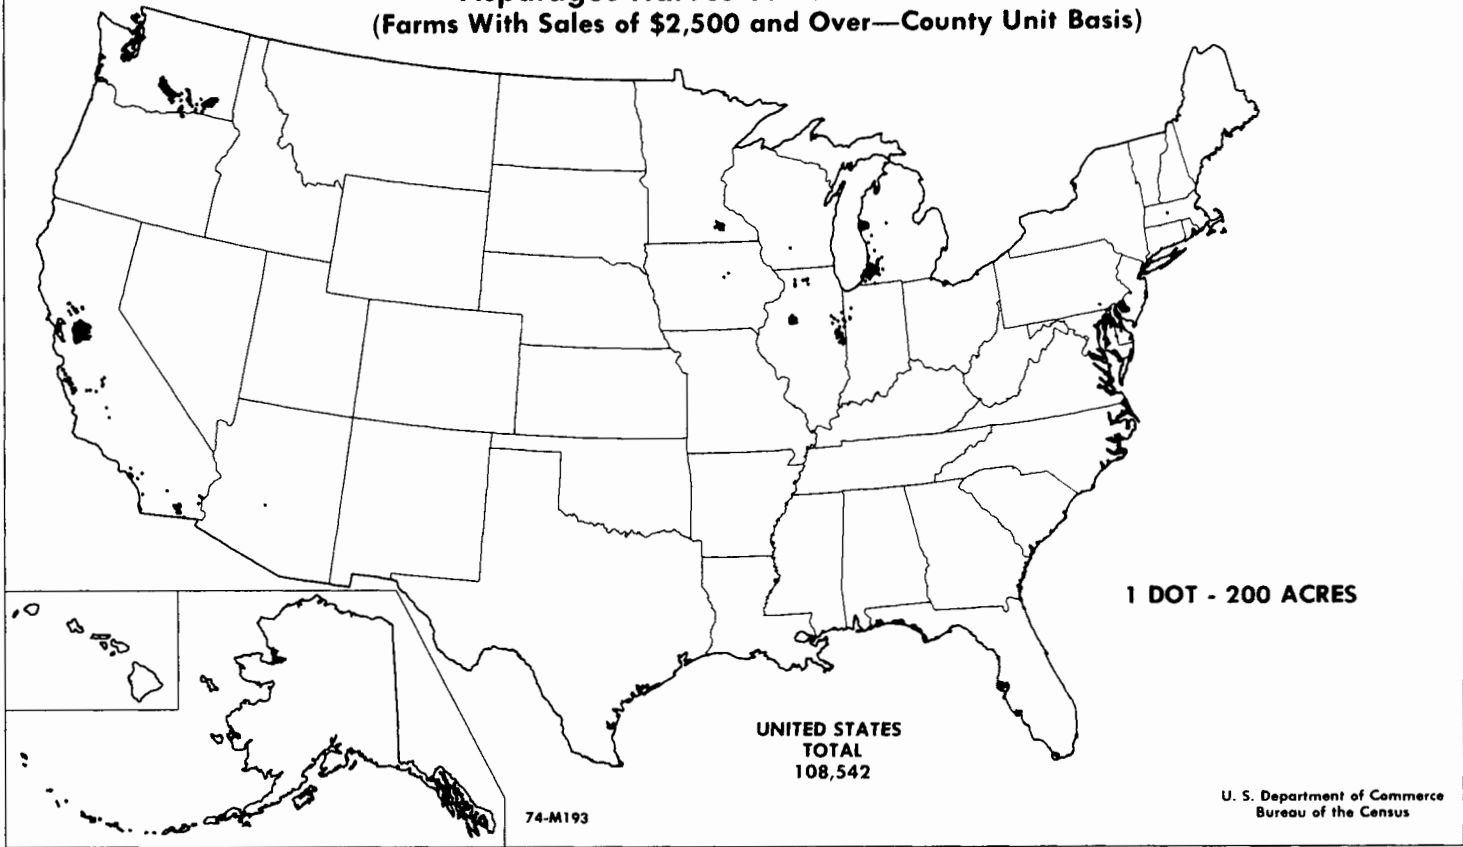 (Farms With Sales of $2,500 and Over—County Unit Basis)
1 DOT - 200 ACRES
UNITED STATES
TOTAL
108,542
U. S. Department of Commerce
Bureau of the Census
74-M193